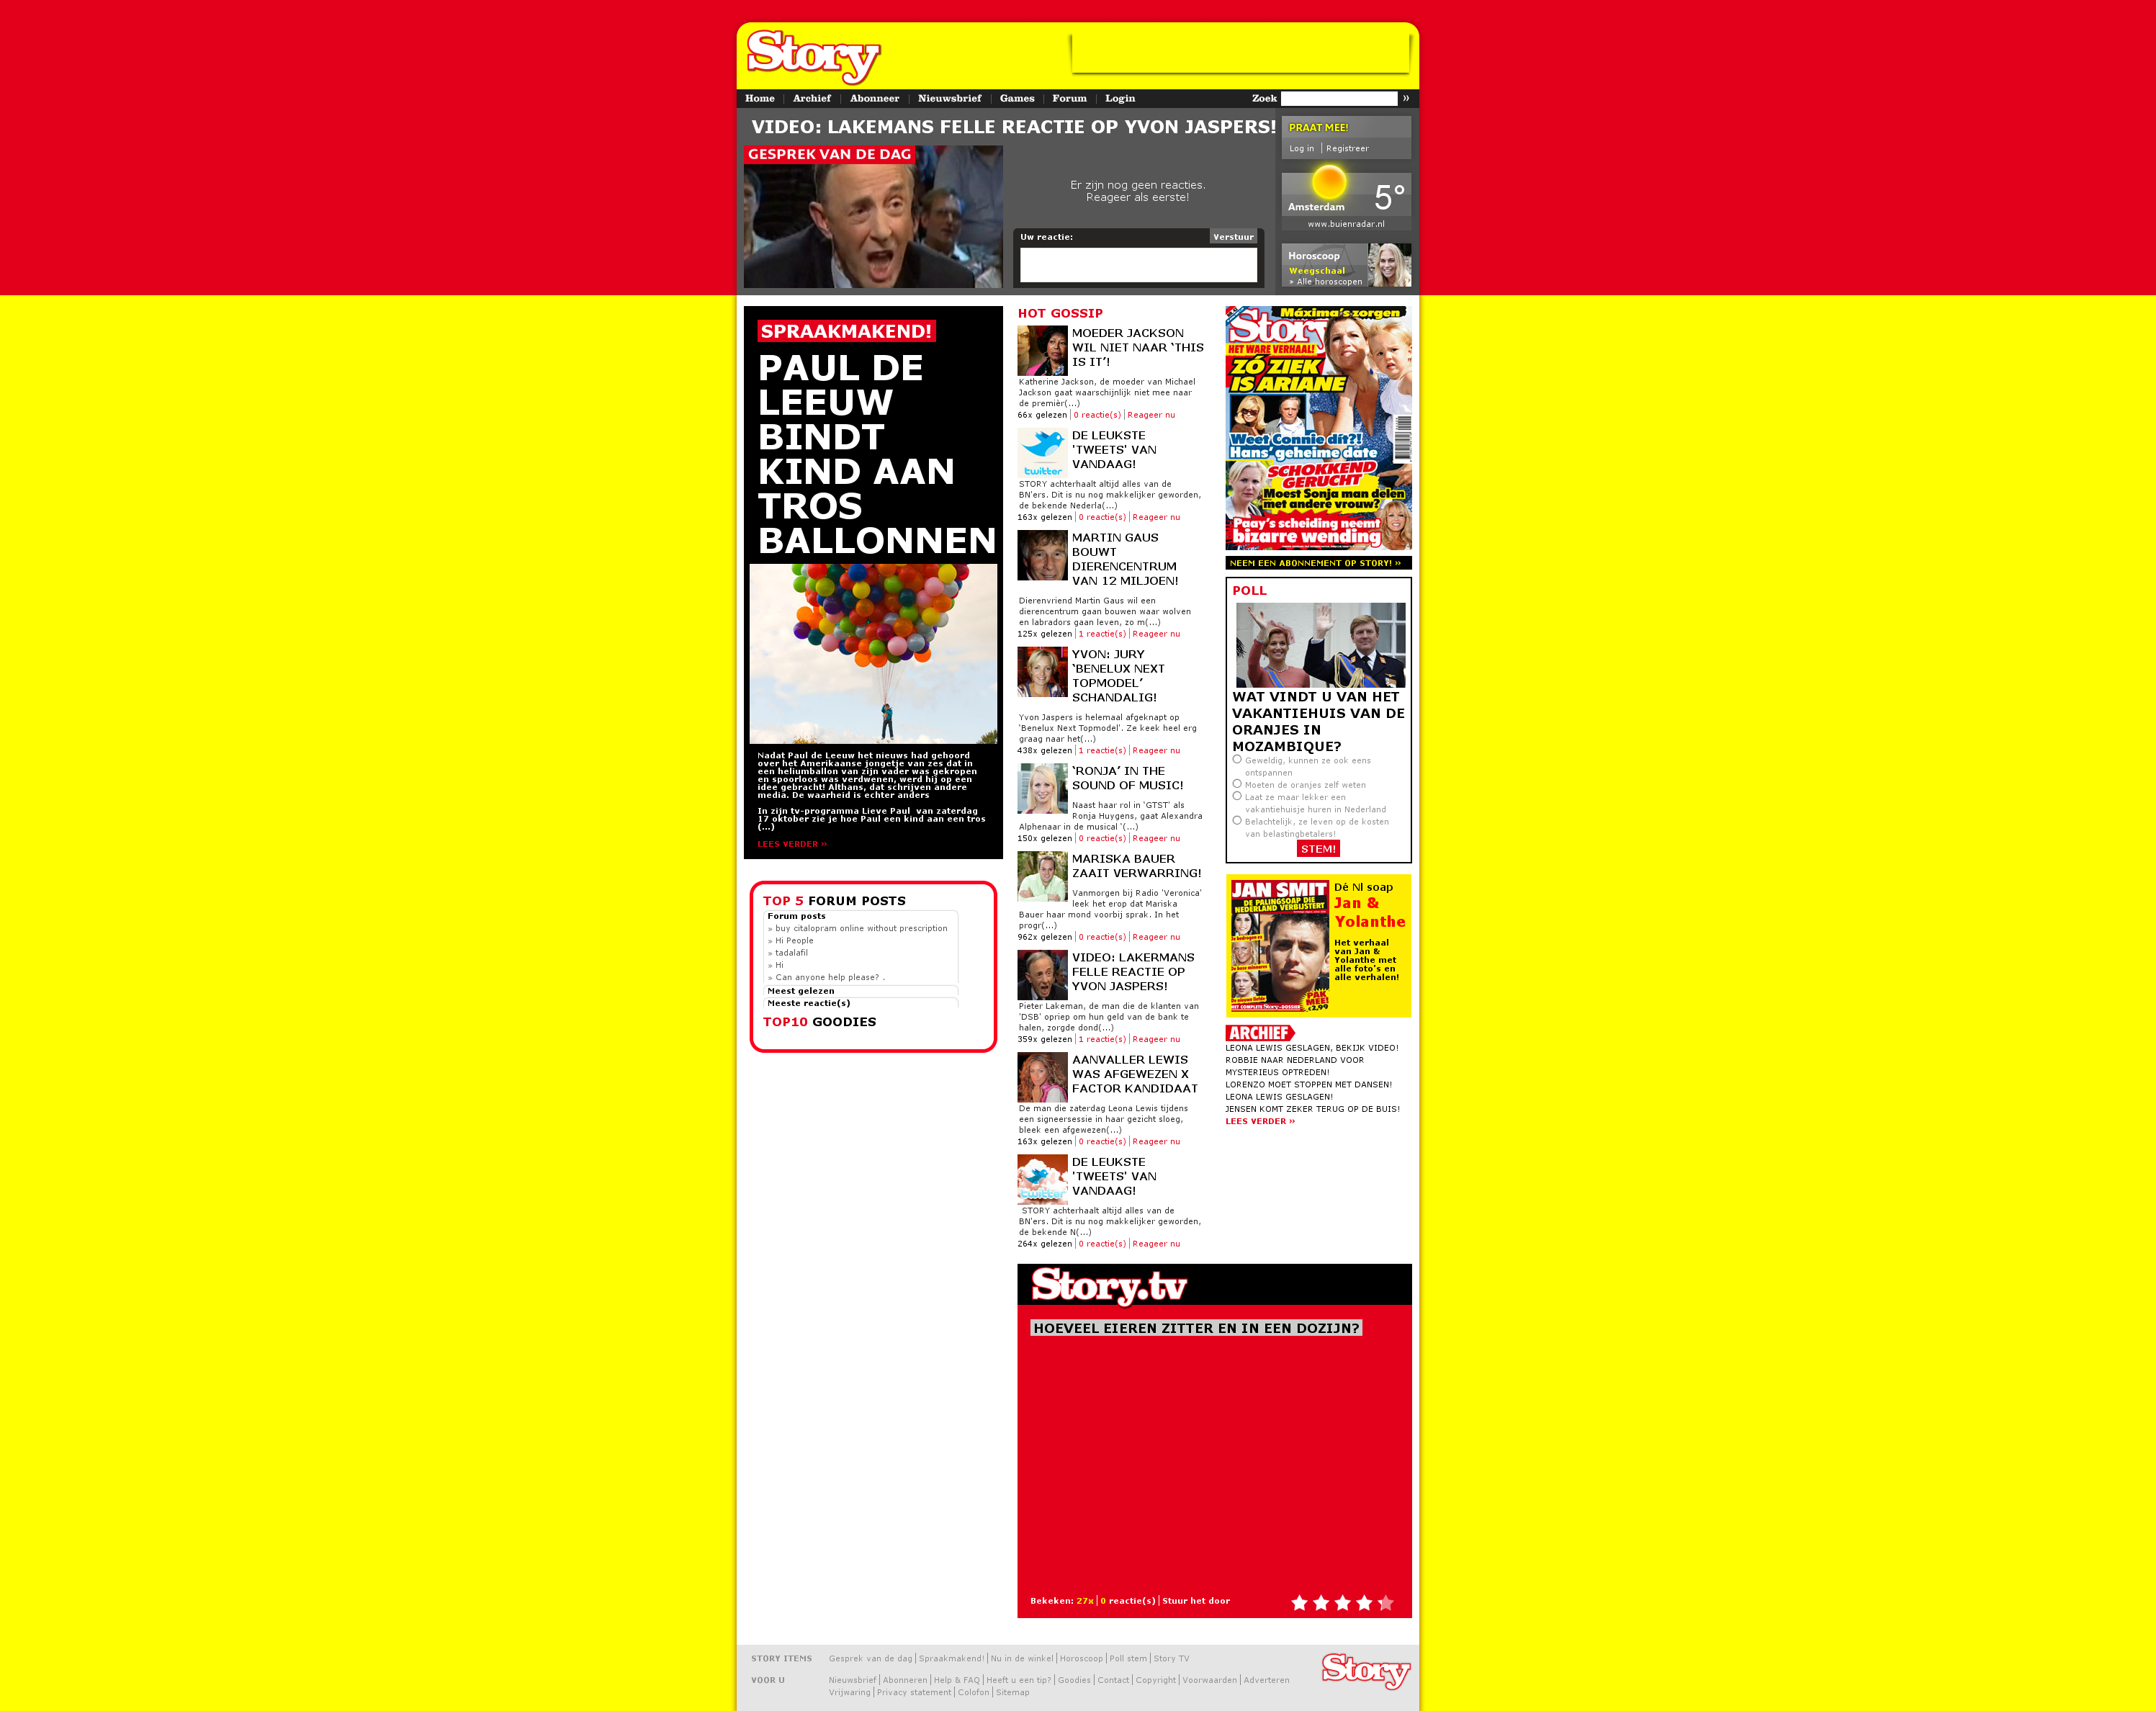 Story
Home Archief Abonneer Nieuwsbrief Games Forum Login Zoek »
VIDEO: LAKEMANS FELLE REACTIE OP YVON JASPERS!
GESPREK VAN DE DAG
Er zijn nog geen reacties.
Reageer als eerste!
Uw reactie:
Verstuur
PRAAT MEE!
Log in Registreer
5°
Amsterdam
www.buienradar.nl
Horoscoop
Weegschaal
» Alle horoscopen
SPRAAKMAKEND!
PAUL DE
LEEUW
BINDT
KIND AAN
TROS
BALLONNEN
Nadat Paul de Leeuw het nieuws had gehoord
over het Amerikaanse jongetje van zes dat in
een heliumballon van zijn vader was gekropen
en spoorloos was verdwenen, werd hij op een
idee gebracht! Althans, dat schrijven andere
media. De waarheid is echter anders
In zijn tv-programma Lieve Paul  van zaterdag
17 oktober zie je hoe Paul een kind aan een tros
(...)
LEES VERDER »
TOP 5 FORUM POSTS
Forum posts
» buy citalopram online without prescription
» Hi People
» tadalafil
» Hi
» Can anyone help please? .
Meest gelezen
Meeste reactie(s)
TOP10 GOODIES
HOT GOSSIP
MOEDER JACKSON
WIL NIET NAAR ‘THIS
IS IT’!
Katherine Jackson, de moeder van Michael
Jackson gaat waarschijnlijk niet mee naar
de premièr(...)
66x gelezen 0 reactie(s) Reageer nu
DE LEUKSTE
'TWEETS' VAN
VANDAAG!
STORY achterhaalt altijd alles van de
BN'ers. Dit is nu nog makkelijker geworden,
de bekende Nederla(...)
163x gelezen 0 reactie(s) Reageer nu
MARTIN GAUS
BOUWT
DIERENCENTRUM
VAN 12 MILJOEN!
Dierenvriend Martin Gaus wil een
dierencentrum gaan bouwen waar wolven
en labradors gaan leven, zo m(...)
125x gelezen 1 reactie(s) Reageer nu
YVON: JURY
‘BENELUX NEXT
TOPMODEL’
SCHANDALIG!
Yvon Jaspers is helemaal afgeknapt op
'Benelux Next Topmodel'. Ze keek heel erg
graag naar het(...)
438x gelezen 1 reactie(s) Reageer nu
‘RONJA’ IN THE
SOUND OF MUSIC!
Naast haar rol in 'GTST' als
Ronja Huygens, gaat Alexandra
Alphenaar in de musical '(...)
150x gelezen 0 reactie(s) Reageer nu
MARISKA BAUER
ZAAIT VERWARRING!
Vanmorgen bij Radio 'Veronica'
leek het erop dat Mariska
Bauer haar mond voorbij sprak. In het
progr(...)
962x gelezen 0 reactie(s) Reageer nu
VIDEO: LAKERMANS
FELLE REACTIE OP
YVON JASPERS!
Pieter Lakeman, de man die de klanten van
'DSB' opriep om hun geld van de bank te
halen, zorgde dond(...)
359x gelezen 1 reactie(s) Reageer nu
AANVALLER LEWIS
WAS AFGEWEZEN X
FACTOR KANDIDAAT
De man die zaterdag Leona Lewis tijdens
een signeersessie in haar gezicht sloeg,
bleek een afgewezen(...)
163x gelezen 0 reactie(s) Reageer nu
DE LEUKSTE
'TWEETS' VAN
VANDAAG!
STORY achterhaalt altijd alles van de
BN'ers. Dit is nu nog makkelijker geworden,
de bekende N(...)
264x gelezen 0 reactie(s) Reageer nu
twitter
twitter
Máxima's zorgen
Story
HET WARE VERHAAL!
ZÓ ZIEK
IS ARIANE
Weet Connie dít?!
Hans' geheime date
SCHOKKEND
GERUCHT
Moest Sonja man delen
met andere vrouw?
Paay's scheiding neemt
bizarre wending
NEEM EEN ABONNEMENT OP STORY! »
POLL
WAT VINDT U VAN HET
VAKANTIEHUIS VAN DE
ORANJES IN
MOZAMBIQUE?
Geweldig, kunnen ze ook eens
ontspannen
Moeten de oranjes zelf weten
Laat ze maar lekker een
vakantiehuisje huren in Nederland
Belachtelijk, ze leven op de kosten
van belastingbetalers!
STEM!
JAN SMIT
DE PALINGSOAP DIE
NEDERLAND VERBIJSTERT
PAK
MEE!
€2,99
Dé Nl soap
Jan &
Yolanthe
Het verhaal
van Jan &
Yolanthe met
alle foto's en
alle verhalen!
ARCHIEF
LEONA LEWIS GESLAGEN, BEKIJK VIDEO!
ROBBIE NAAR NEDERLAND VOOR
MYSTERIEUS OPTREDEN!
LORENZO MOET STOPPEN MET DANSEN!
LEONA LEWIS GESLAGEN!
JENSEN KOMT ZEKER TERUG OP DE BUIS!
LEES VERDER »
Story.tv
HOEVEEL EIEREN ZITTER EN IN EEN DOZIJN?
Bekeken: 27x 0 reactie(s) Stuur het door
STORY ITEMS Gesprek van de dag Spraakmakend! Nu in de winkel Horoscoop Poll stem Story TV
VOOR U Nieuwsbrief Abonneren Help & FAQ Heeft u een tip? Goodies Contact Copyright Voorwaarden Adverteren
Vrijwaring Privacy statement Colofon Sitemap
Story